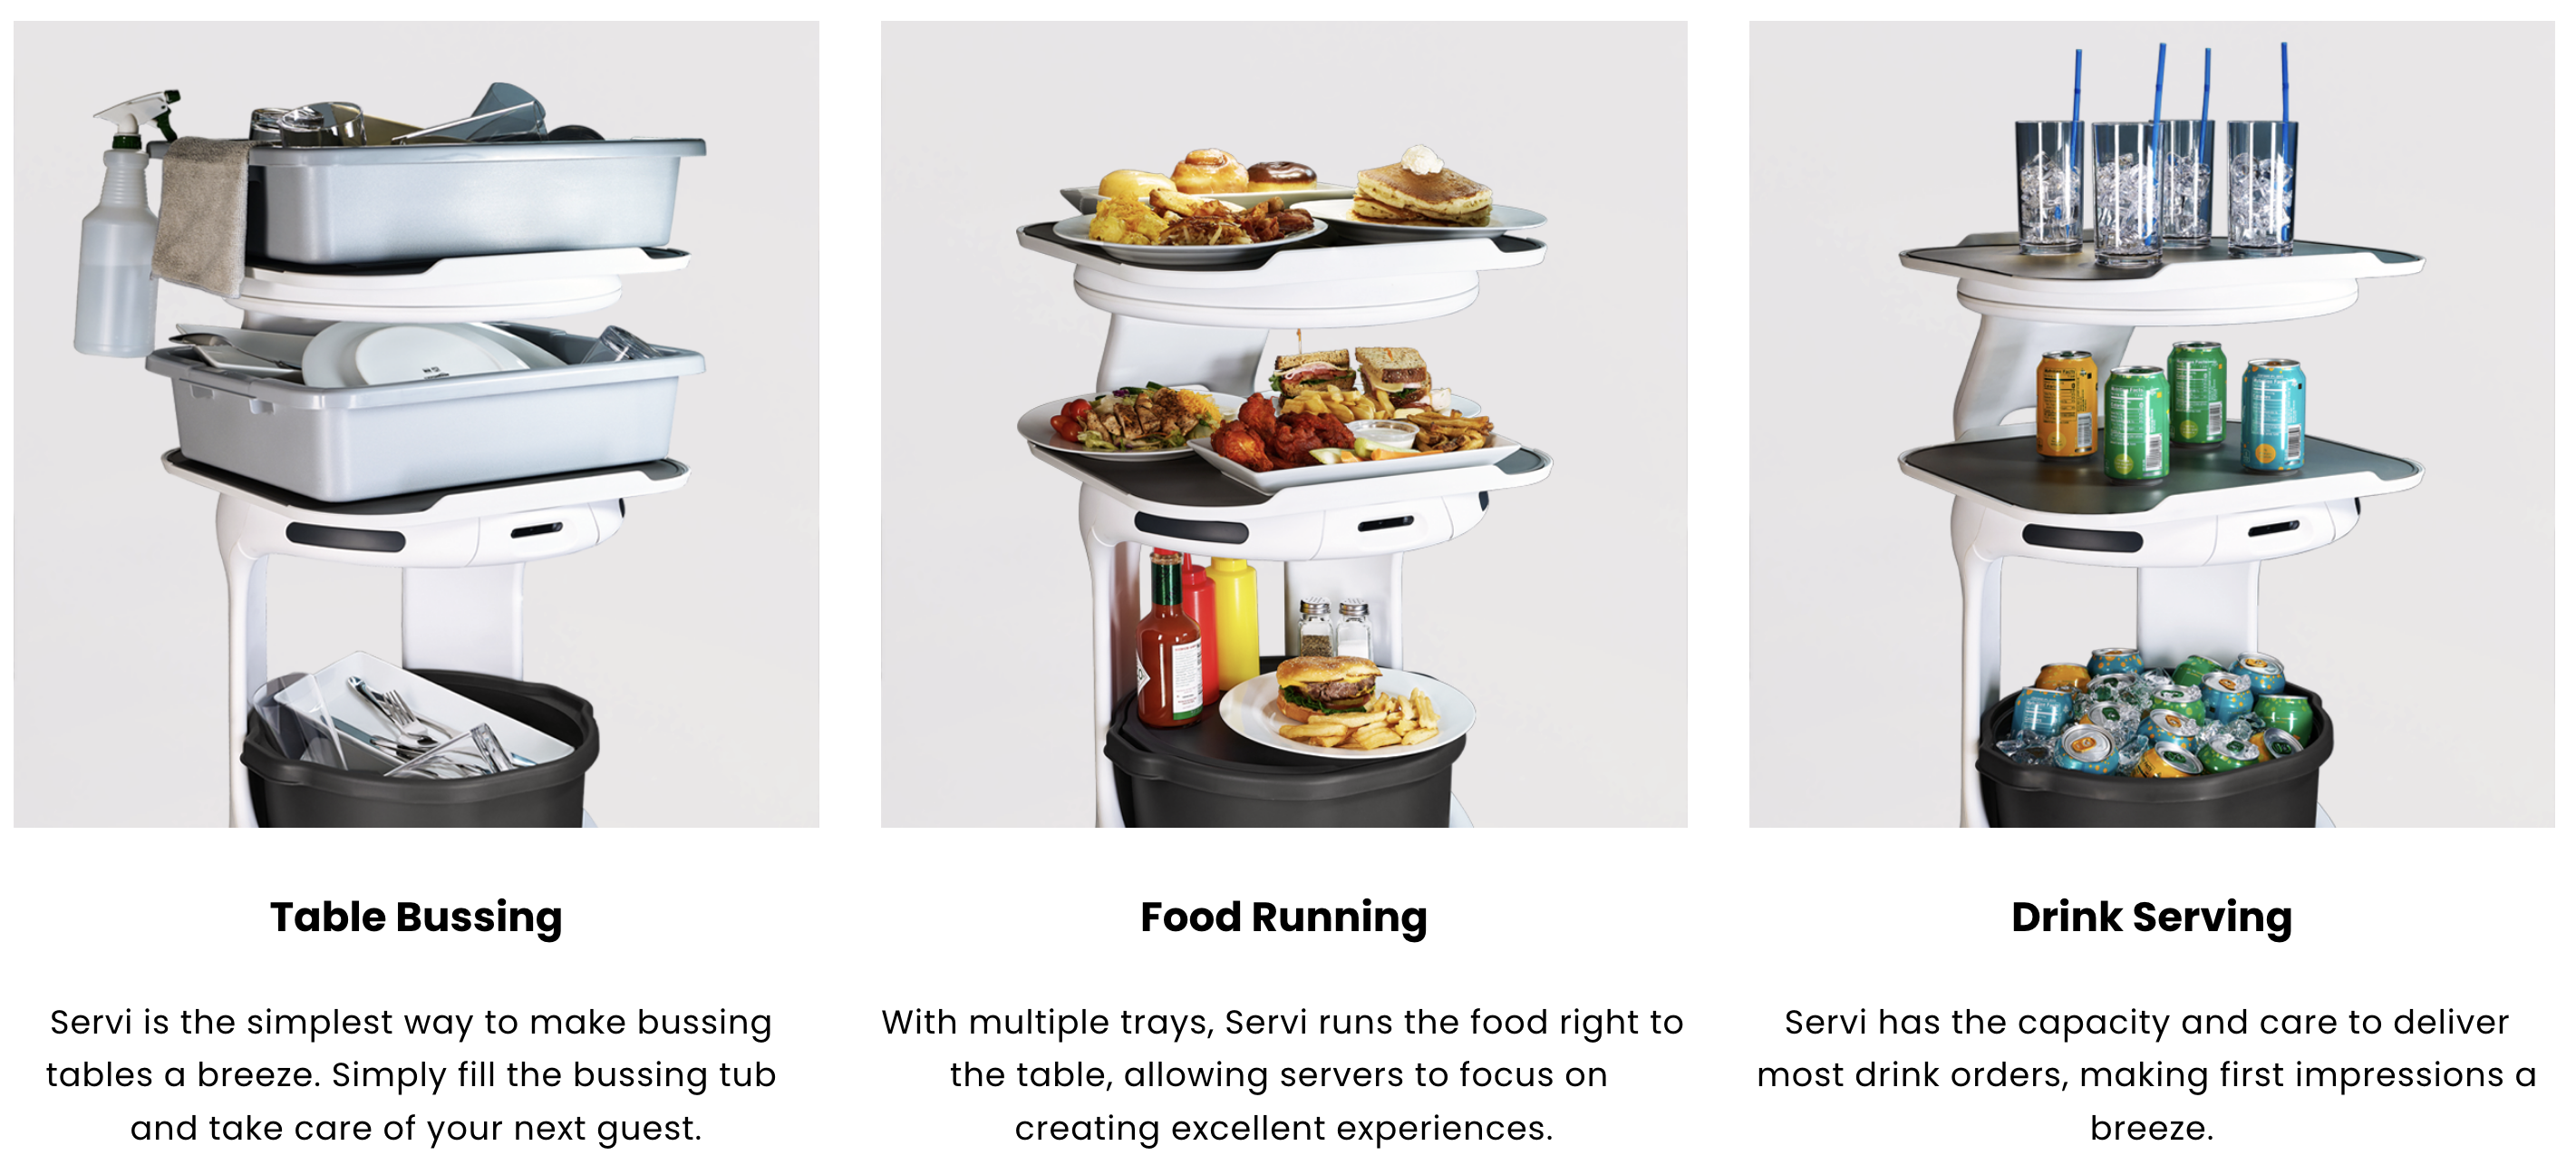 Table Bussing
Servi is the simplest way to make bussing
tables a breeze. Simply fill the bussing tub
and take care of your next guest.
Food Running
With multiple trays, Servi runs the food right to
the table, allowing servers to focus on
creating excellent experiences.
Drink Serving
Servi has the capacity and care to deliver
most drink orders, making first impressions a
breeze.